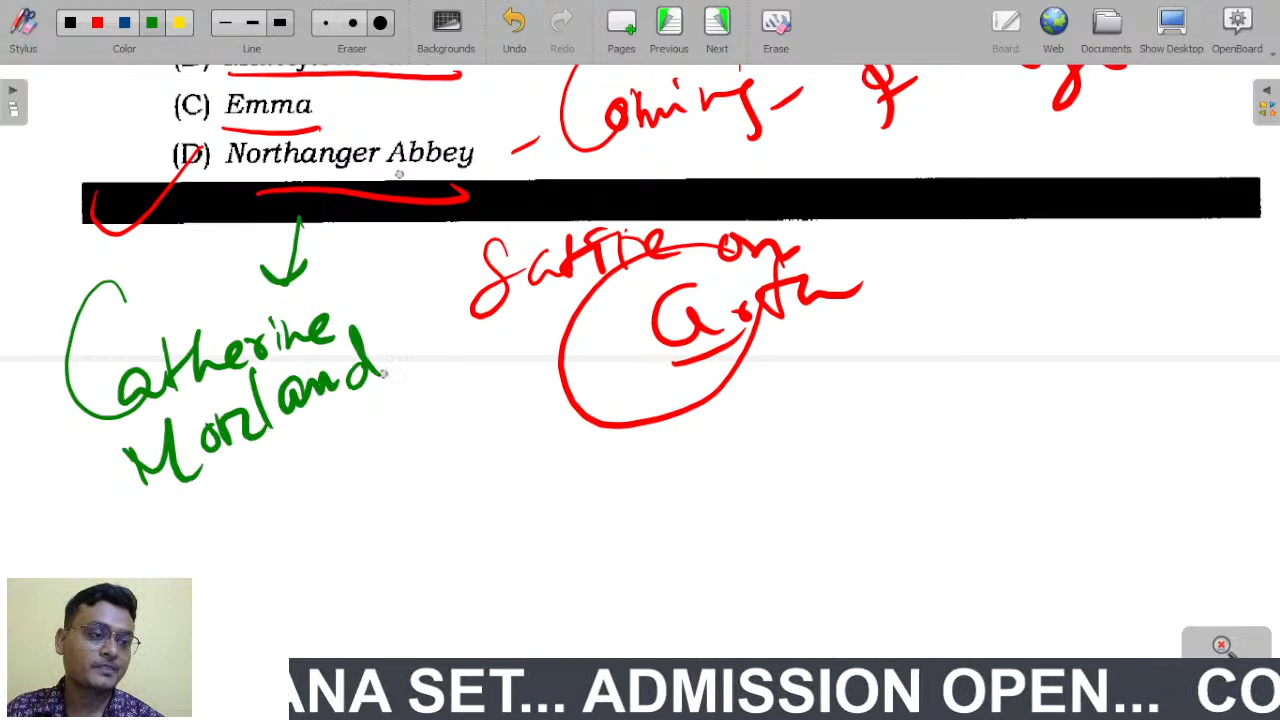 Stylus Color Line Eraser Backgrounds Undo Redo Pages Previous Next Erase Board Web Documents Show Desktop OpenBoard
(C) Emma
Coming of
(D) Northanger Abbey
Satire on
Catherine
Morland
ANA SET... ADMISSION OPEN... CO